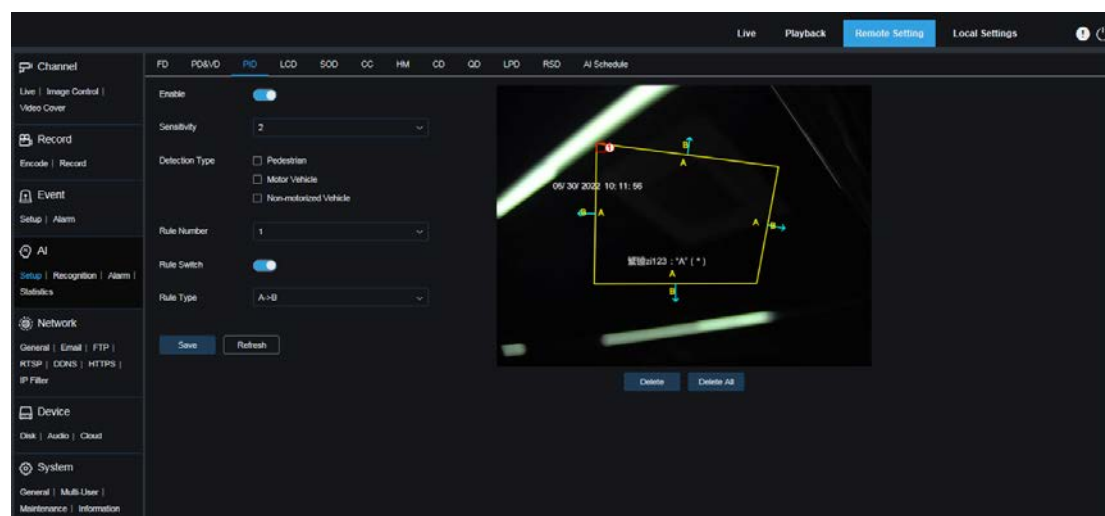 Live Playback Remote Setting Local Settings
Channel
Live | Image Control |
Video Cover
Record
Encode | Record
Event
Setup | Alarm
AI
Setup | Recognition | Alarm |
Statistics
Network
General | Email | FTP |
RTSP | DDNS | HTTPS |
IP Filter
Device
Disk | Audio | Cloud
System
General | Multi-User |
Maintenance | Information
FD PD&VD PID LCD SOD CC HM CD QD LPD RSD AI Schedule
Enable
Sensitivity 2
Detection Type Pedestrian
Motor Vehicle
Non-motorized Vehicle
Rule Number 1
Rule Switch
Rule Type A->B
Save Refresh
1
B
A
06/30/2022 10:11:56
B A
A B
zi123 : "A" ( * )
A
B
Delete Delete All